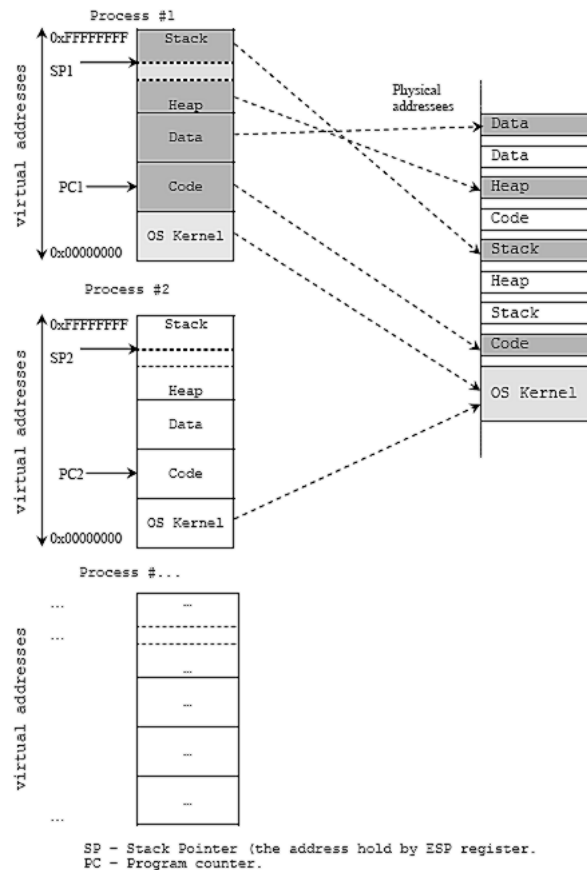 Process #1
0xFFFFFFFF
SP1
Stack
Heap
Data
PC1
Code
OS Kernel
0x00000000
virtual addresses
Process #2
0xFFFFFFFF
SP2
Stack
Heap
Data
PC2
Code
OS Kernel
0x00000000
virtual addresses
Process #...
...
...
...
...
...
...
...
...
virtual addresses
Physical
addressees
Data
Data
Heap
Code
Stack
Heap
Stack
Code
OS Kernel
SP – Stack Pointer (the address hold by ESP register.
PC – Program counter.